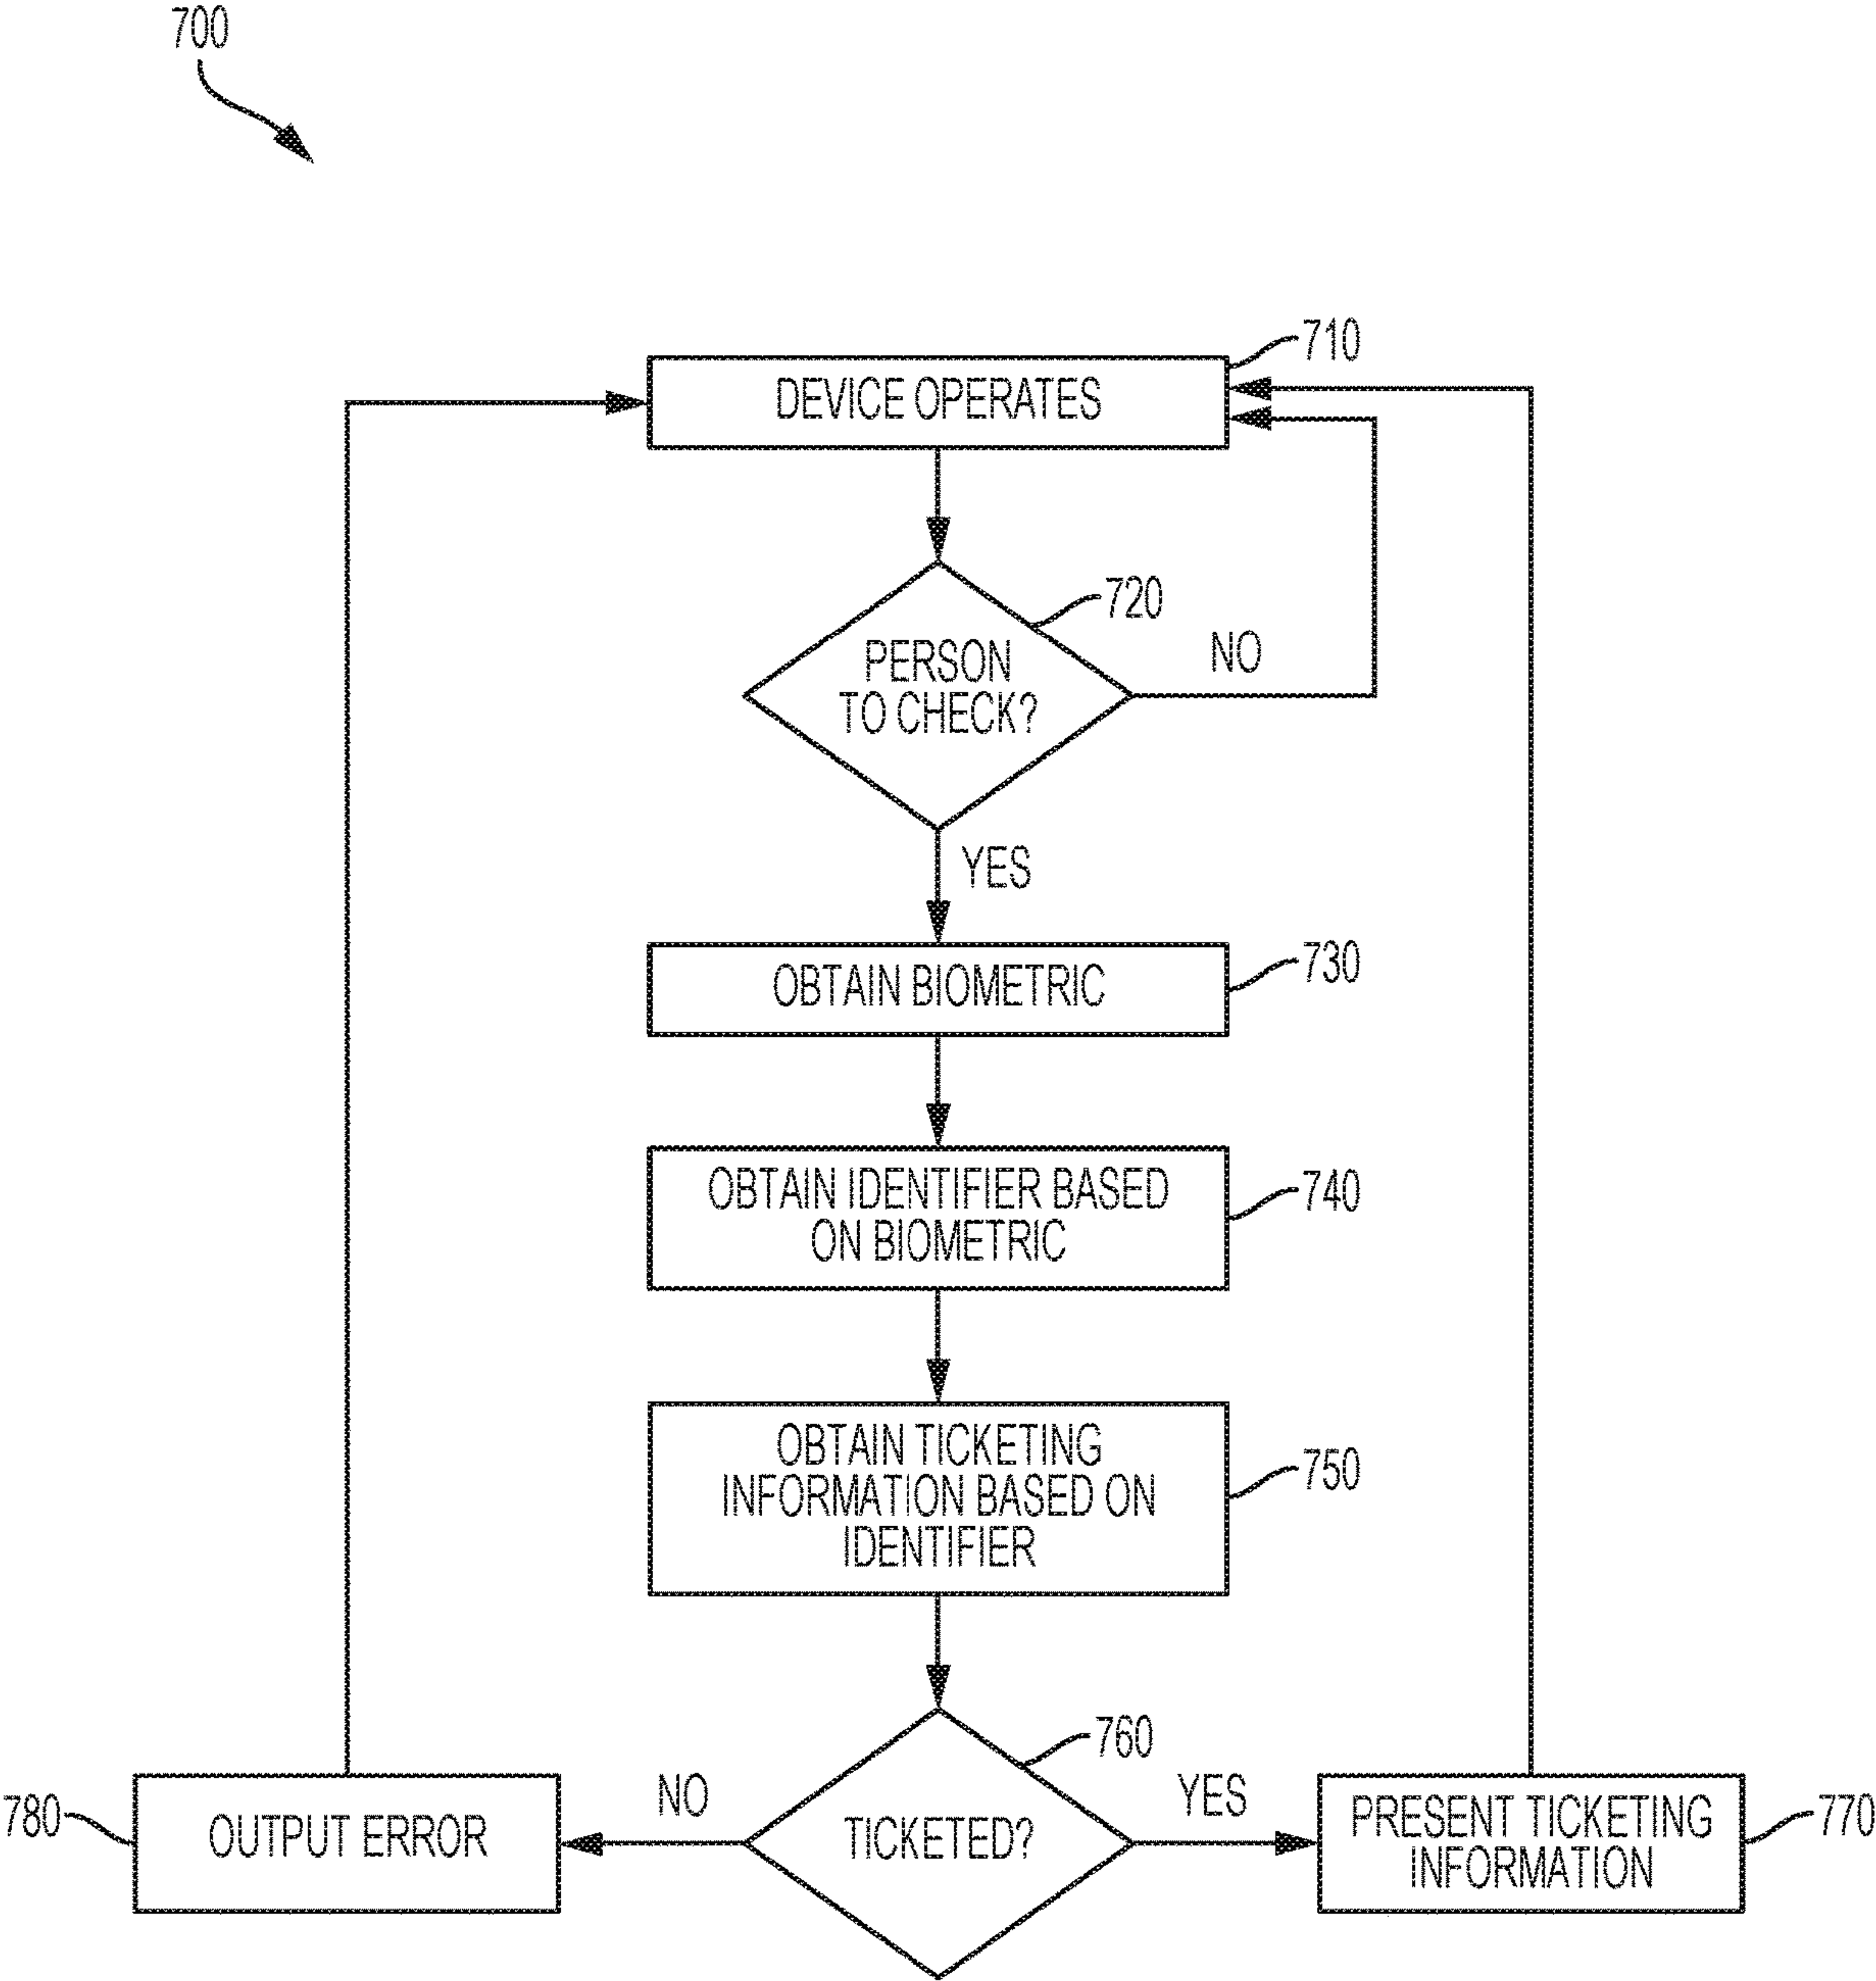 700
710
DEVICE OPERATES
720
PERSON
TO CHECK?
NO
YES
730
OBTAIN BIOMETRIC
740
OBTAIN IDENTIFIER BASED
ON BIOMETRIC
750
OBTAIN TICKETING
INFORMATION BASED ON
IDENTIFIER
760
TICKETED?
NO
YES
780
OUTPUT ERROR
PRESENT TICKETING
INFORMATION
770